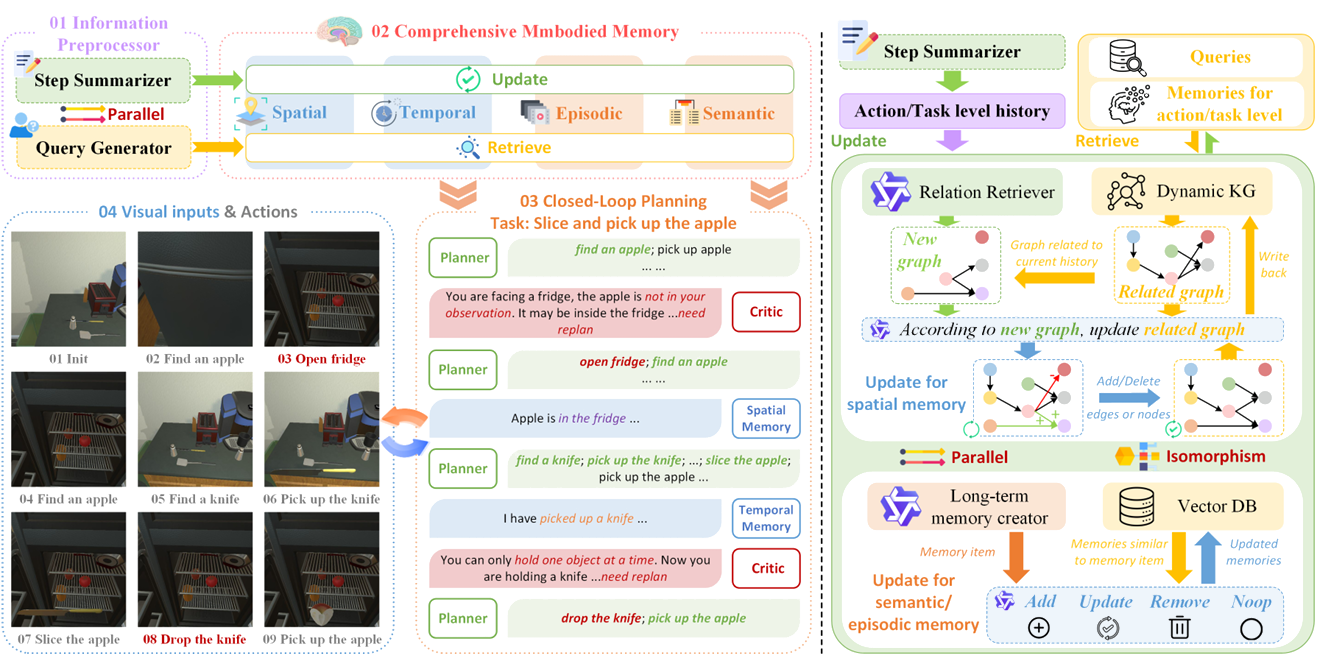 01 Information
Preprocessor
Step Summarizer
Parallel
Query Generator
02 Comprehensive Mmbodied Memory
Update
Spatial
Temporal
Episodic
Semantic
Retrieve
04 Visual inputs & Actions
01 Init
02 Find an apple
03 Open fridge
04 Find an apple
05 Find a knife
06 Pick up the knife
07 Slice the apple
08 Drop the knife
09 Pick up the apple
03 Closed-Loop Planning
Task: Slice and pick up the apple
Planner
find an apple; pick up apple
... ...
You are facing a fridge, the apple is not in your
observation. It may be inside the fridge ...need
replan
Critic
Planner
open fridge; find an apple
... ...
Apple is in the fridge ...
Spatial
Memory
Planner
find a knife; pick up the knife; ...; slice the apple;
pick up the apple ...
I have picked up a knife ...
Temporal
Memory
You can only hold one object at a time. Now you
are holding a knife ...need replan
Critic
Planner
drop the knife; pick up the apple
Step Summarizer
Action/Task level history
Update
Queries
Memories for
action/task level
Retrieve
Relation Retriever
Dynamic KG
New
graph
Graph related to
current history
Related graph
Write
back
According to new graph, update related graph
Update for
spatial memory
-
+
+
Add/Delete
edges or nodes
Parallel
Isomorphism
Long-term
memory creator
Vector DB
Memory item
Memories similar
to memory item
Updated
memories
Update for
semantic/
episodic memory
Add
Update
Remove
Noop